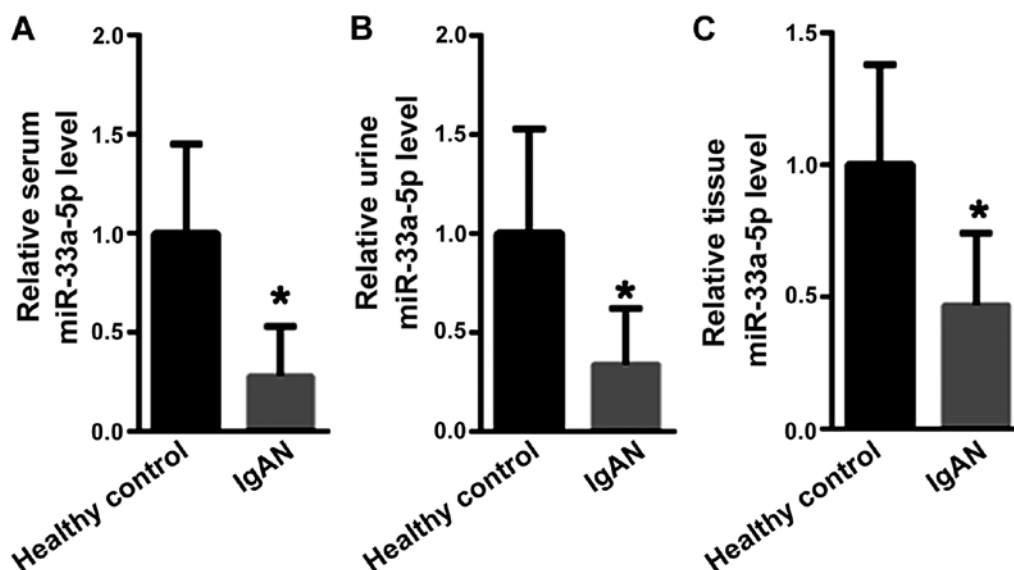 A
Relative serum
miR-33a-5p level
2.0
1.5
1.0
0.5
0.0
Healthy control
IgAN
*
B
Relative urine
miR-33a-5p level
2.0
1.5
1.0
0.5
0.0
Healthy control
IgAN
*
C
Relative tissue
miR-33a-5p level
1.5
1.0
0.5
0.0
Healthy control
IgAN
*